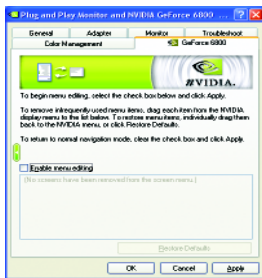 Plug and Play Monitor and NVIDIA GeForce 6800 ...
General Adapter Monitor Troubleshoot
Color Management GeForce 6800
NVIDIA.
To begin menu editing, select the check box below and click Apply.
To remove infrequently used menu items, drag each item from the NVIDIA
display menu to the list below. To restore menu items, individually drag them
back to the NVIDIA menu, or click Restore Defaults.
To return to normal navigation mode, clear the check box and click Apply.
Enable menu editing
(No screens have been removed from the screen menu.)
Restore Defaults
OK Cancel Apply